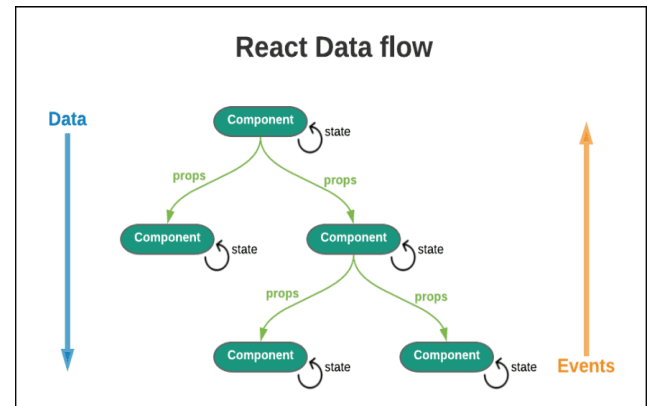 React Data flow
Data
Component
state
props
props
Component
state
Component
state
props
props
Component
state
Component
state
Events